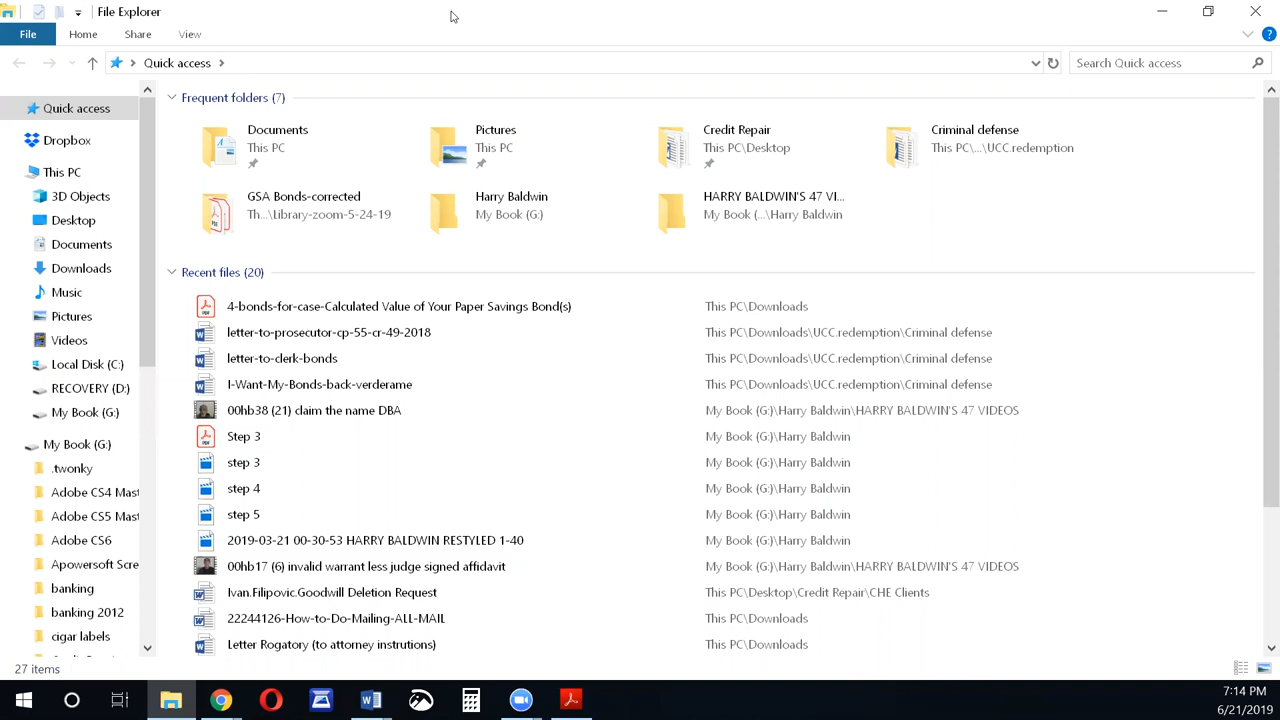 File Explorer
File Home Share View
Quick access
Search Quick access
Quick access
Dropbox
This PC
3D Objects
Desktop
Documents
Downloads
Music
Pictures
Videos
Local Disk (C:)
RECOVERY (D:)
My Book (G:)
My Book (G:)
.twonky
Adobe CS4 Mast
Adobe CS5 Mast
Adobe CS6
Apowersoft Scre
banking
banking 2012
cigar labels
Frequent folders (7)
Documents
This PC
Pictures
This PC
Credit Repair
This PC\Desktop
Criminal defense
This PC\...\UCC.redemption
GSA Bonds-corrected
Th...\Library-zoom-5-24-19
Harry Baldwin
My Book (G:)
HARRY BALDWIN'S 47 VI...
My Book (...\Harry Baldwin
Recent files (20)
4-bonds-for-case-Calculated Value of Your Paper Savings Bond(s) This PC\Downloads
letter-to-prosecutor-cp-55-cr-49-2018 This PC\Downloads\UCC.redemption\Criminal defense
letter-to-clerk-bonds This PC\Downloads\UCC.redemption\Criminal defense
I-Want-My-Bonds-back-verderame This PC\Downloads\UCC.redemption\Criminal defense
00hb38 (21) claim the name DBA My Book (G:)\Harry Baldwin\HARRY BALDWIN'S 47 VIDEOS
Step 3 My Book (G:)\Harry Baldwin
step 3 My Book (G:)\Harry Baldwin
step 4 My Book (G:)\Harry Baldwin
step 5 My Book (G:)\Harry Baldwin
2019-03-21 00-30-53 HARRY BALDWIN RESTYLED 1-40 My Book (G:)\Harry Baldwin
00hb17 (6) invalid warrant less judge signed affidavit My Book (G:)\Harry Baldwin\HARRY BALDWIN'S 47 VIDEOS
Ivan.Filipovic.Goodwill Deletion Request This PC\Desktop\Credit Repair\CHE Clients
22244126-How-to-Do-Mailing-ALL-MAIL This PC\Downloads
Letter Rogatory (to attorney instrutions) This PC\Downloads
27 items
7:14 PM
6/21/2019